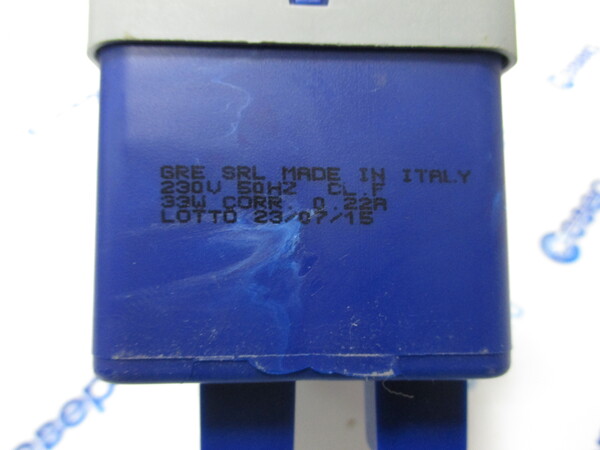 GRE SRL MADE IN ITALY
230V 50HZ CL.F
33W CORR. 0.22A
LOTTO 23/07/15